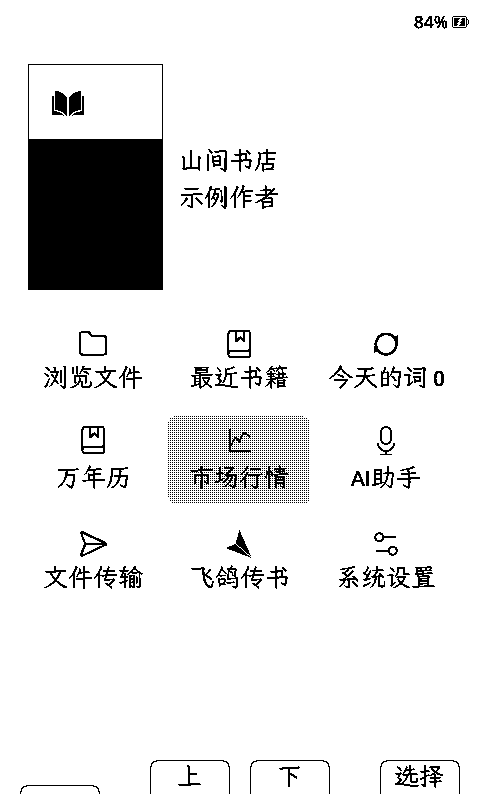 84%
山间书店
示例作者
浏览文件 最近书籍 今天的词 0
万年历 市场行情 AI助手
文件传输 飞鸽传书 系统设置
上 下 选择